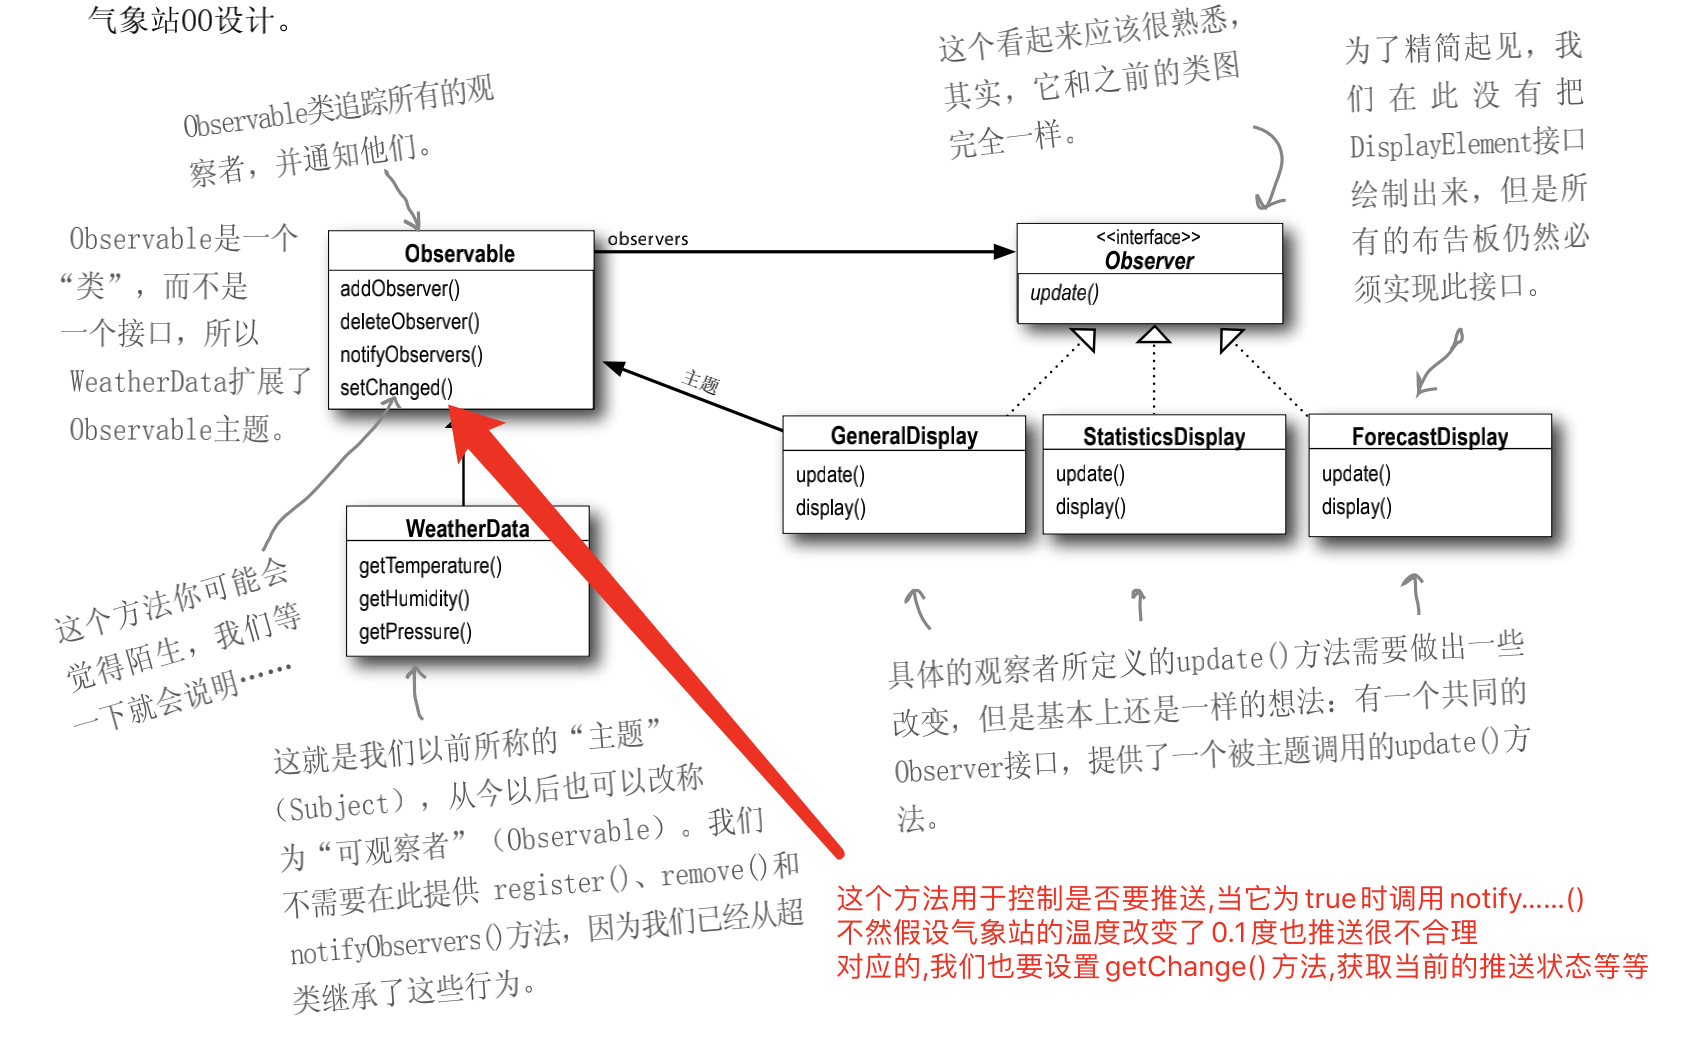 气象站OO设计。
Observable类追踪所有的观
察者，并通知他们。
这个看起来应该很熟悉，
其实，它和之前的类图
完全一样。
为了精简起见，我
们在此没有把
DisplayElement接口
绘制出来，但是所
有的布告板仍然必
须实现此接口。
Observable是一个
“类”，而不是
一个接口，所以
WeatherData扩展了
Observable主题。
Observable
addObserver()
deleteObserver()
notifyObservers()
setChanged()
observers
<<interface>>
Observer
update()
主题
GeneralDisplay
update()
display()
StatisticsDisplay
update()
display()
ForecastDisplay
update()
display()
WeatherData
getTemperature()
getHumidity()
getPressure()
这个方法你可能会
觉得陌生，我们等
一下就会说明……
这就是我们以前所称的“主题”
（Subject），从今以后也可以改称
为“可观察者”（Observable）。我们
不需要在此提供 register()、remove()和
notifyObservers()方法，因为我们已经从超
类继承了这些行为。
具体的观察者所定义的update()方法需要做出一些
改变，但是基本上还是一样的想法：有一个共同的
Observer接口，提供了一个被主题调用的update()方
法。
这个方法用于控制是否要推送,当它为true时调用notify......()
不然假设气象站的温度改变了0.1度也推送很不合理
对应的,我们也要设置getChange()方法,获取当前的推送状态等等